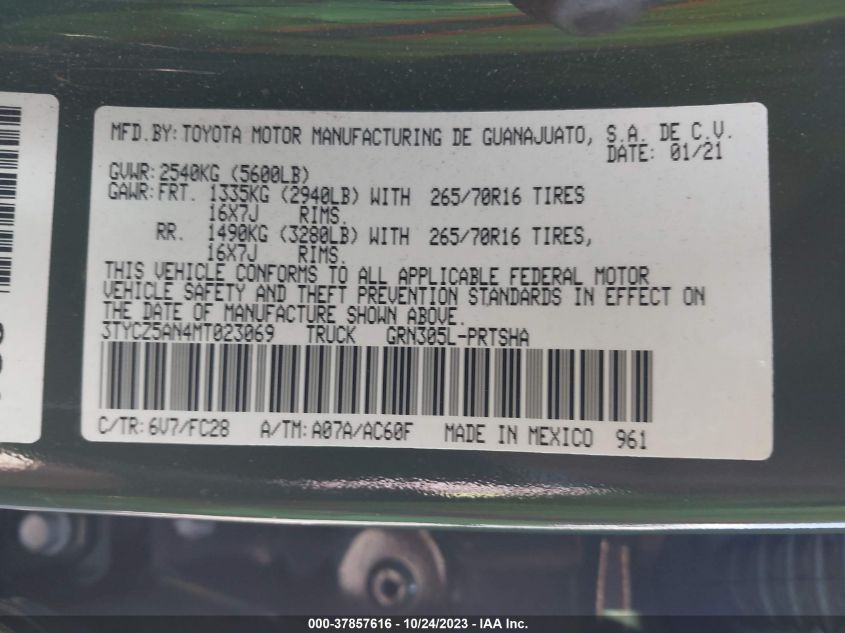 MFD.BY: TOYOTA MOTOR MANUFACTURING DE GUANAJUATO, S.A. DE C.V.
DATE: 01/21
GVWR: 2540KG (5600LB)
GAWR: FRT. 1335KG (2940LB) WITH 265/70R16 TIRES
16X7J RIMS.
RR. 1490KG (3280LB) WITH 265/70R16 TIRES,
16X7J RIMS.
THIS VEHICLE CONFORMS TO ALL APPLICABLE FEDERAL MOTOR
VEHICLE SAFETY AND THEFT PREVENTION STANDARDS IN EFFECT ON
THE DATE OF MANUFACTURE SHOWN ABOVE.
3TYCZ5AN4MT023069 TRUCK GRN305L-PRTSHA
C/TR: 6V7/FC28 A/TM: A07A/AC60F MADE IN MEXICO 961
000-37857616 - 10/24/2023 - IAA Inc.